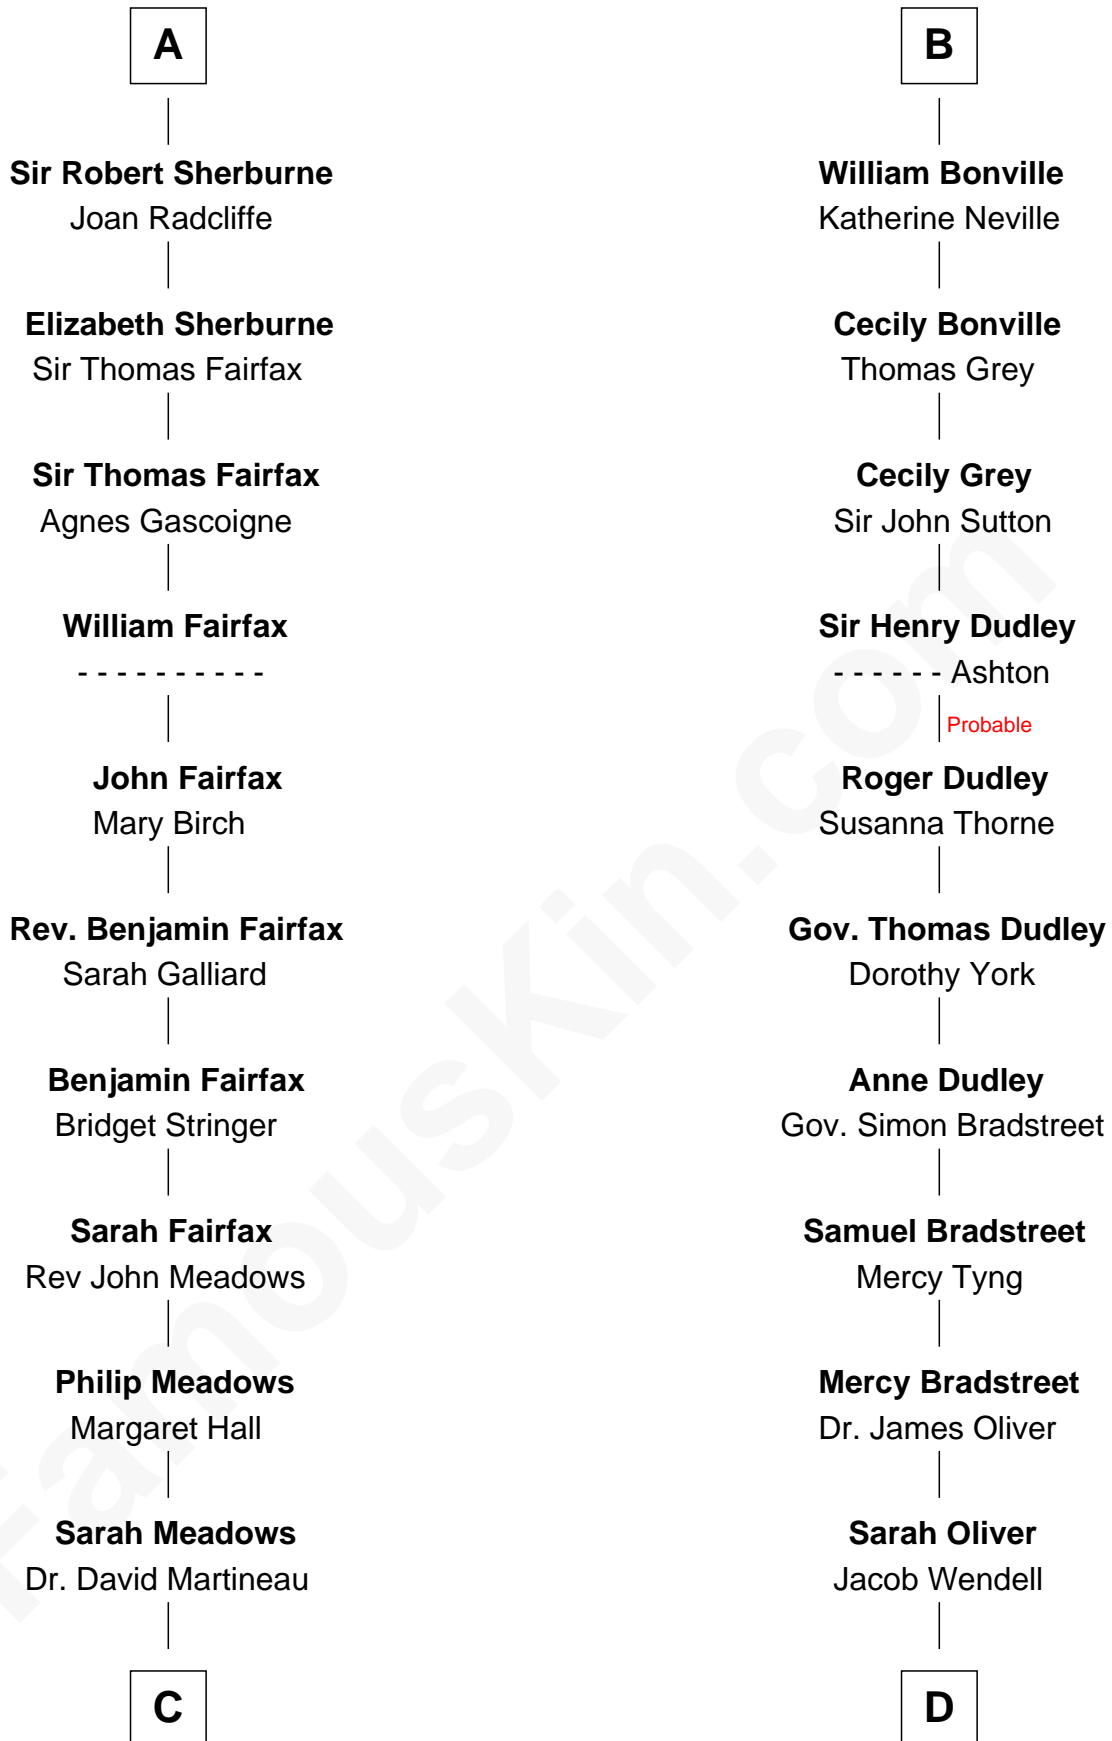 A
Sir Robert Sherburne
Joan Radcliffe
Elizabeth Sherburne
Sir Thomas Fairfax
Sir Thomas Fairfax
Agnes Gascoigne
William Fairfax
- - - - - - - - - -
John Fairfax
Mary Birch
Rev. Benjamin Fairfax
Sarah Galliard
Benjamin Fairfax
Bridget Stringer
Sarah Fairfax
Rev John Meadows
Philip Meadows
Margaret Hall
Sarah Meadows
Dr. David Martineau
C
B
William Bonville
Katherine Neville
Cecily Bonville
Thomas Grey
Cecily Grey
Sir John Sutton
Sir Henry Dudley
- - - - - - Ashton
Probable
Roger Dudley
Susanna Thorne
Gov. Thomas Dudley
Dorothy York
Anne Dudley
Gov. Simon Bradstreet
Samuel Bradstreet
Mercy Tyng
Mercy Bradstreet
Dr. James Oliver
Sarah Oliver
Jacob Wendell
D
FamousKin.com